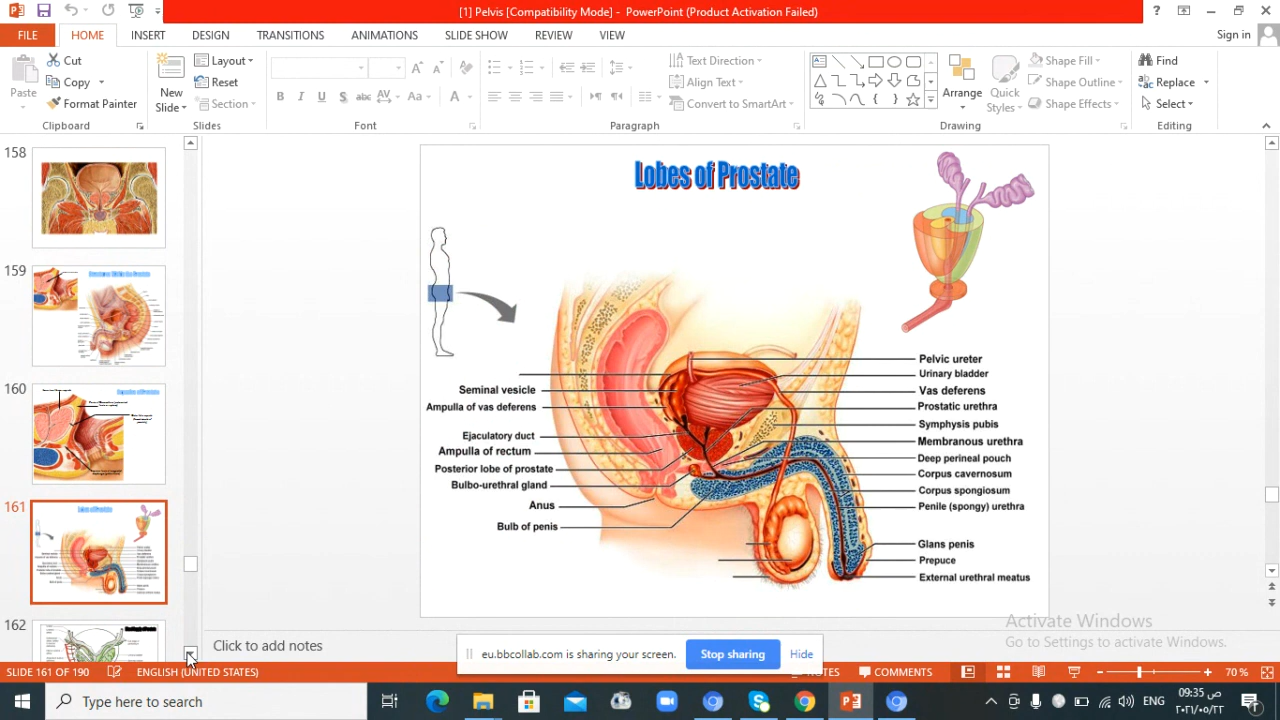 [1] Pelvis [Compatibility Mode] - PowerPoint (Product Activation Failed)
?
FILE
HOME
INSERT
DESIGN
TRANSITIONS
ANIMATIONS
SLIDE SHOW
REVIEW
VIEW
Sign in
Paste
Cut
Copy
Format Painter
Clipboard
New
Slide
Layout
Reset
Section
Slides
B I U S abc AV Aa A
Font
Text Direction
Align Text
Convert to SmartArt
Paragraph
Arrange
Quick
Styles
Shape Fill
Shape Outline
Shape Effects
Drawing
Find
Replace
Select
Editing
158
159
160
161
162
Lobes of Prostate
Seminal vesicle
Ampulla of vas deferens
Ejaculatory duct
Ampulla of rectum
Posterior lobe of prostate
Bulbo-urethral gland
Anus
Bulb of penis
Pelvic ureter
Urinary bladder
Vas deferens
Prostatic urethra
Symphysis pubis
Membranous urethra
Deep perineal pouch
Corpus cavernosum
Corpus spongiosum
Penile (spongy) urethra
Glans penis
Prepuce
External urethral meatus
Activate Windows
Go to Settings to activate Windows.
Click to add notes
eu.bbcollab.com is sharing your screen.
Stop sharing
Hide
SLIDE 161 OF 190
ENGLISH (UNITED STATES)
NOTES
COMMENTS
70 %
Type here to search
ENG
09:35 ص
٢٠٢١/٠٥/٢٢